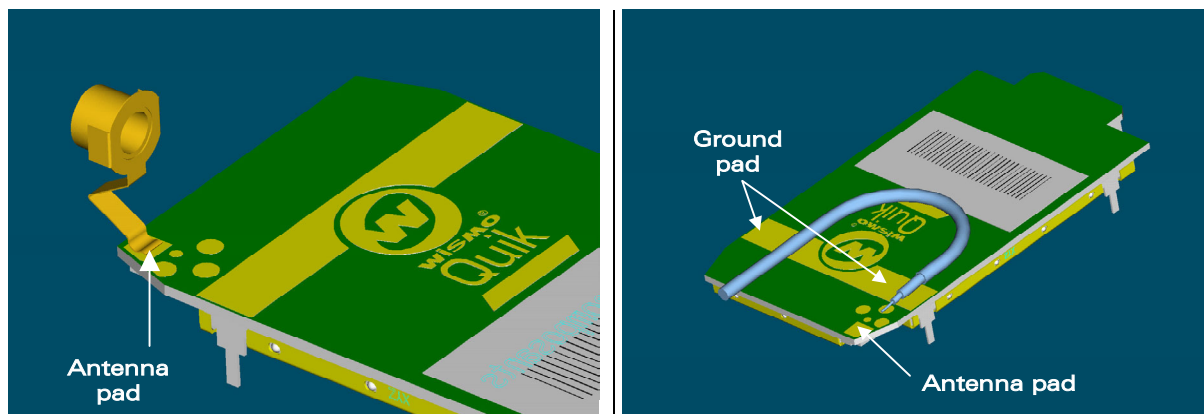 WISMO®
Quik
Antenna
pad
Ground
pad
Quik
WISMO
Antenna pad